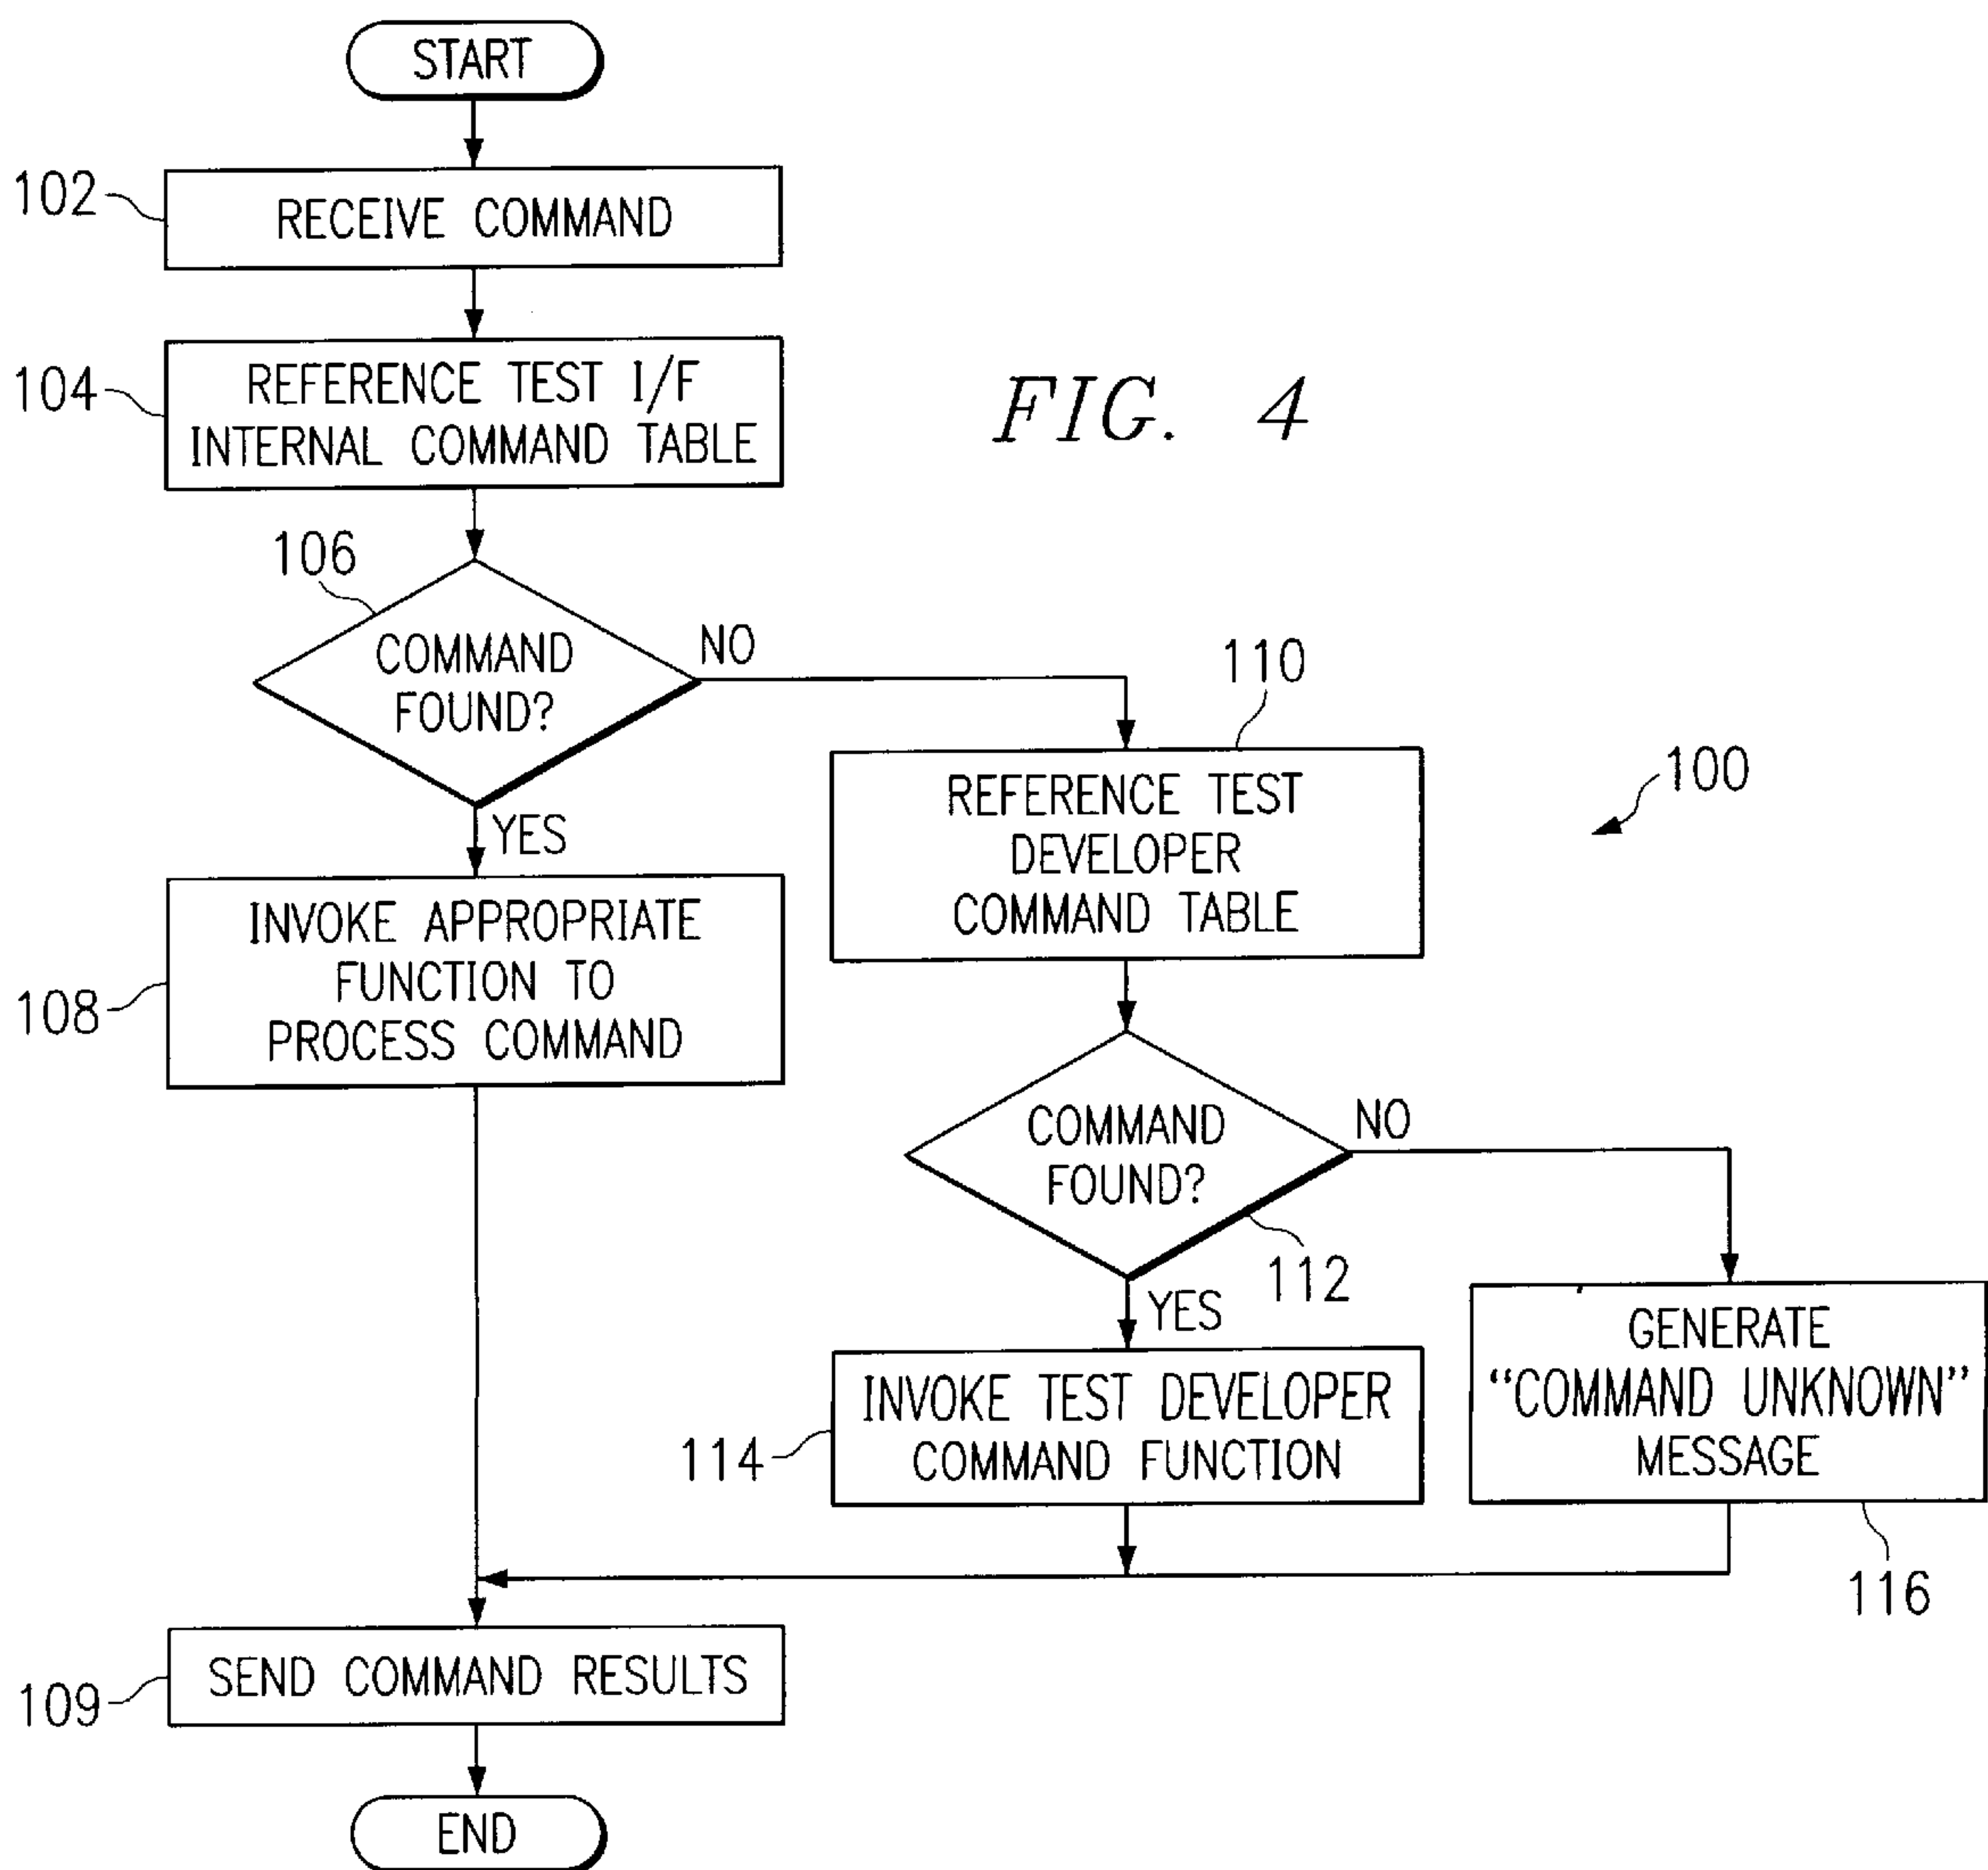 START
102
RECEIVE COMMAND
104
REFERENCE TEST I/F
INTERNAL COMMAND TABLE
FIG. 4
106
COMMAND
FOUND?
NO
YES
110
REFERENCE TEST
DEVELOPER
COMMAND TABLE
100
108
INVOKE APPROPRIATE
FUNCTION TO
PROCESS COMMAND
COMMAND
FOUND?
NO
112
YES
114
INVOKE TEST DEVELOPER
COMMAND FUNCTION
GENERATE
“COMMAND UNKNOWN”
MESSAGE
116
109
SEND COMMAND RESULTS
END